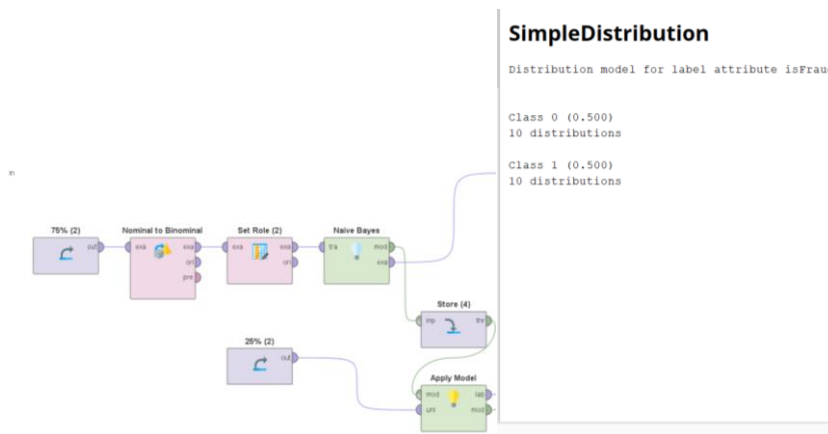 SimpleDistribution
Distribution model for label attribute isFrau
Class 0 (0.500)
10 distributions
Class 1 (0.500)
10 distributions
in
75% (2)
out
Nominal to Binominal
exa
exa
ori
pre
Set Role (2)
exa
exa
ori
Naive Bayes
tra
mod
exa
Store (4)
inp
thr
25% (2)
out
Apply Model
mod
unl
lab
mod